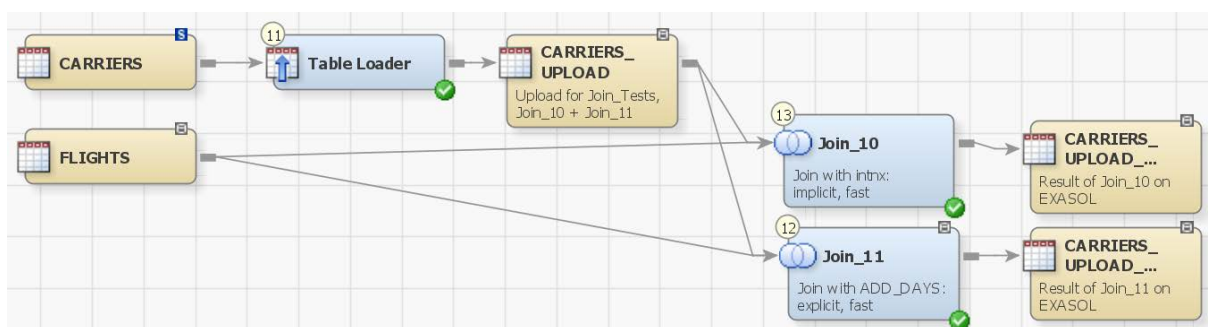 CARRIERS
S
11
Table Loader
CARRIERS_
UPLOAD
Upload for Join_Tests,
Join_10 + Join_11
FLIGHTS
13
Join_10
Join with intnx:
implicit, fast
CARRIERS_
UPLOAD_...
Result of Join_10 on
EXASOL
12
Join_11
Join with ADD_DAYS:
explicit, fast
CARRIERS_
UPLOAD_...
Result of Join_11 on
EXASOL